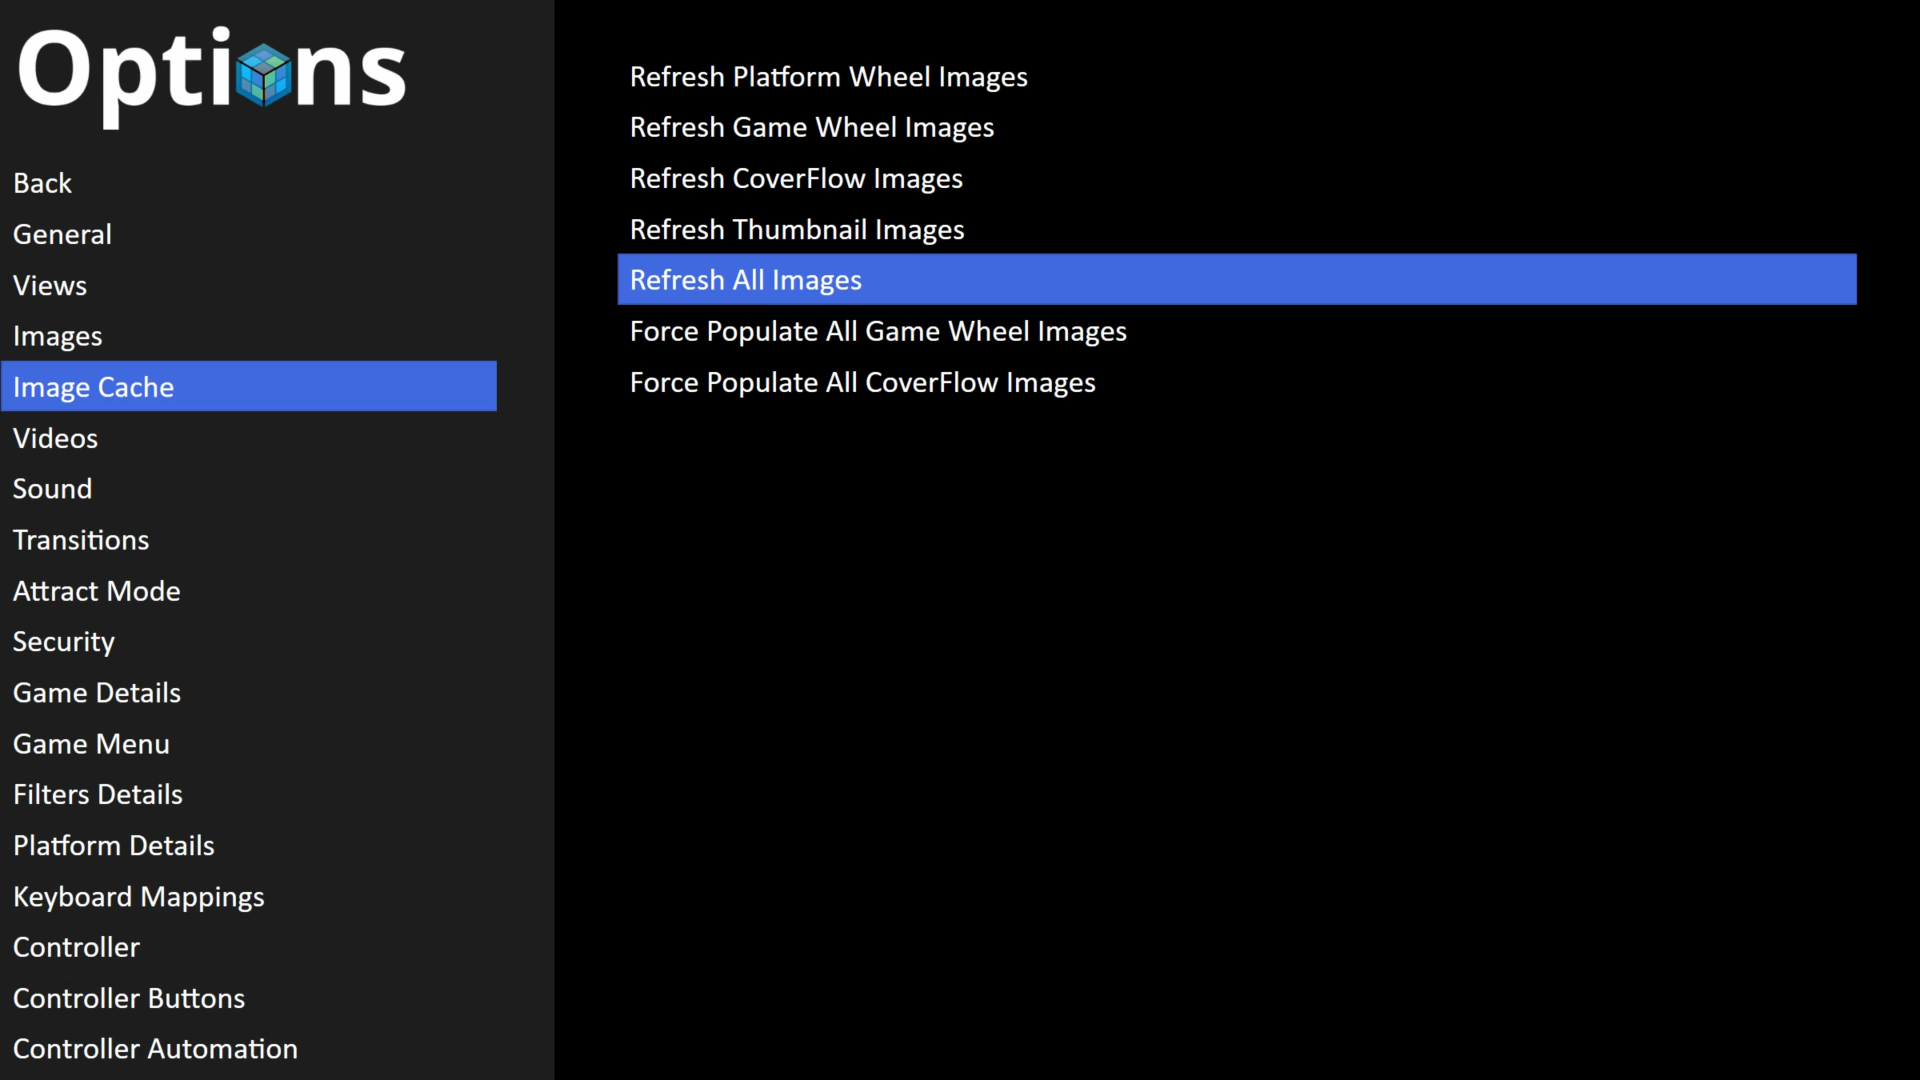 Options
Back
General
Views
Images
Image Cache
Videos
Sound
Transitions
Attract Mode
Security
Game Details
Game Menu
Filters Details
Platform Details
Keyboard Mappings
Controller
Controller Buttons
Controller Automation
Refresh Platform Wheel Images
Refresh Game Wheel Images
Refresh CoverFlow Images
Refresh Thumbnail Images
Refresh All Images
Force Populate All Game Wheel Images
Force Populate All CoverFlow Images